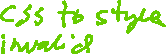 css to style
invalid